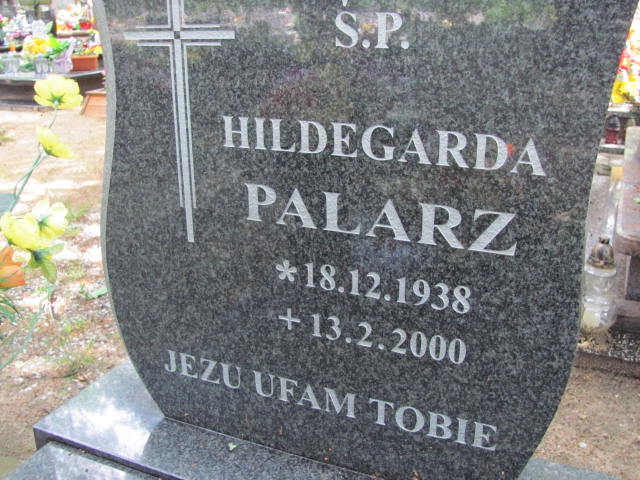 Ś.P.
HILDEGARDA
PALARZ
*18.12.1938
+13.2.2000
JEZU UFAM TOBIE